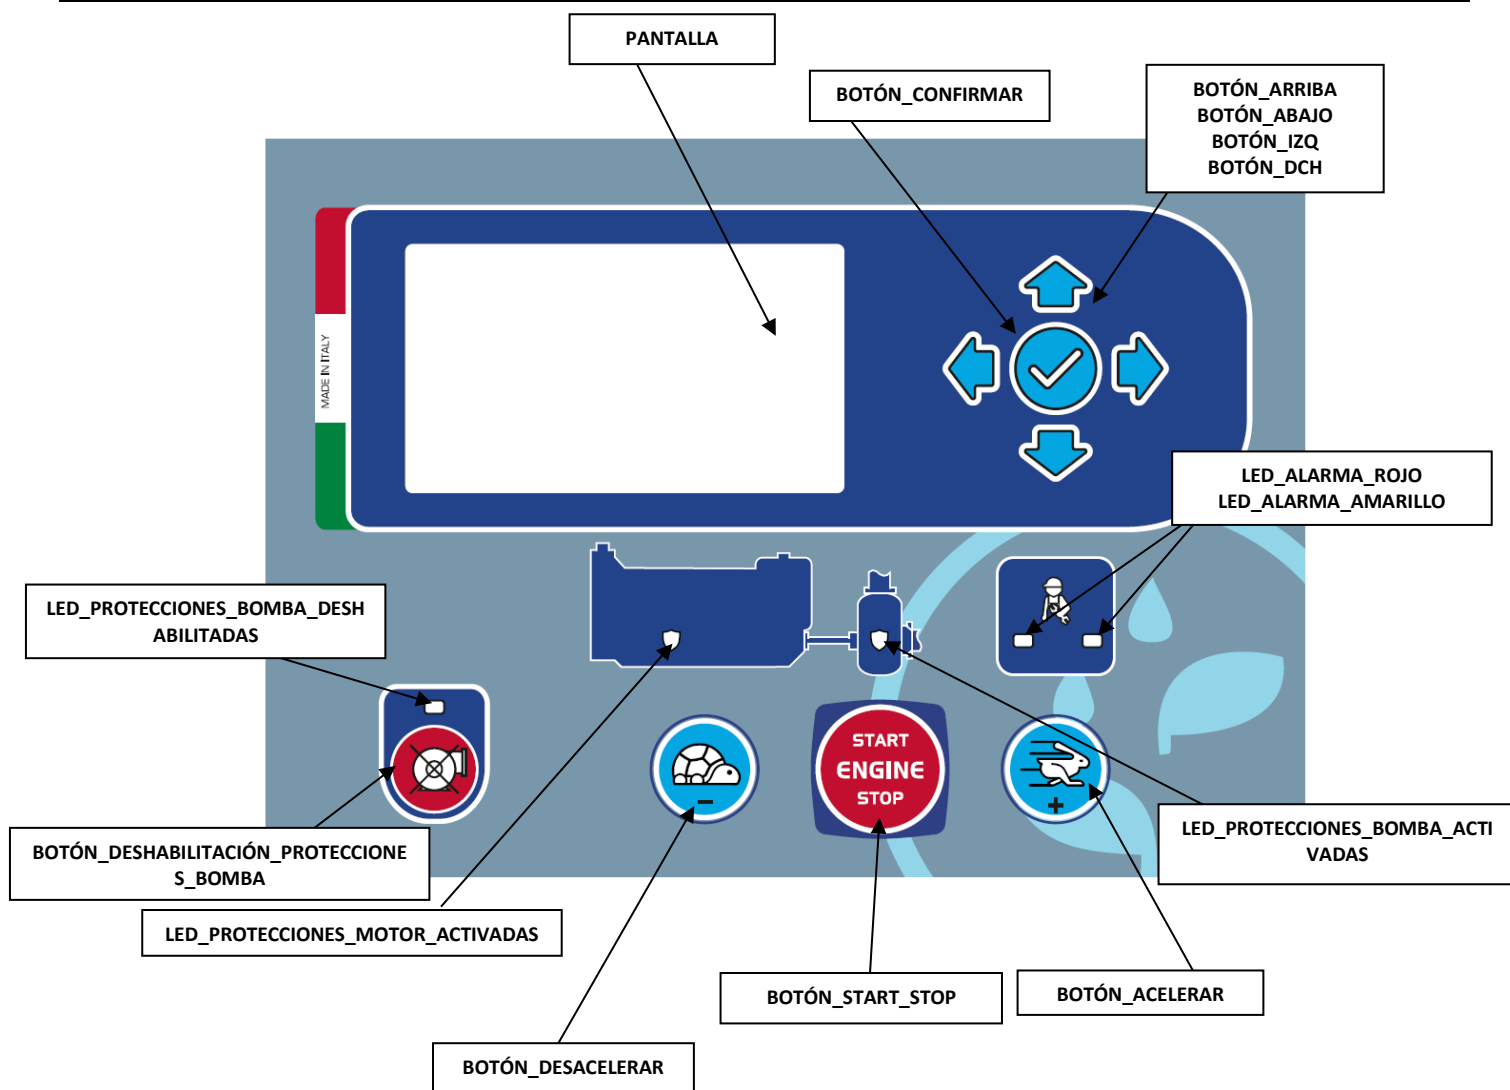 PANTALLA
BOTÓN_CONFIRMAR
BOTÓN_ARRIBA
BOTÓN_ABAJO
BOTÓN_IZQ
BOTÓN_DCH
MADE IN ITALY
LED_ALARMA_ROJO
LED_ALARMA_AMARILLO
LED_PROTECCIONES_BOMBA_DESH
ABILITADAS
START
ENGINE
STOP
-
+
LED_PROTECCIONES_BOMBA_ACTI
VADAS
BOTÓN_DESHABILITACIÓN_PROTECCIONE
S_BOMBA
LED_PROTECCIONES_MOTOR_ACTIVADAS
BOTÓN_START_STOP
BOTÓN_ACELERAR
BOTÓN_DESACELERAR